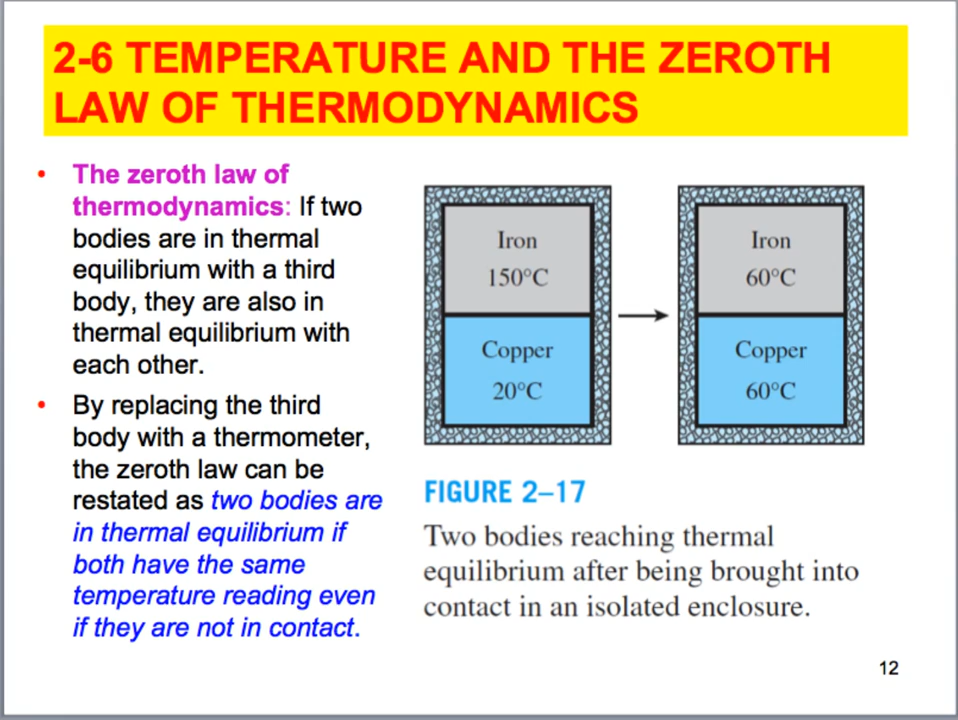 2-6 TEMPERATURE AND THE ZEROTH
LAW OF THERMODYNAMICS
• The zeroth law of
thermodynamics: If two
bodies are in thermal
equilibrium with a third
body, they are also in
thermal equilibrium with
each other.
• By replacing the third
body with a thermometer,
the zeroth law can be
restated as two bodies are
in thermal equilibrium if
both have the same
temperature reading even
if they are not in contact.
Iron
150°C
Copper
20°C
Iron
60°C
Copper
60°C
FIGURE 2–17
Two bodies reaching thermal
equilibrium after being brought into
contact in an isolated enclosure.
12